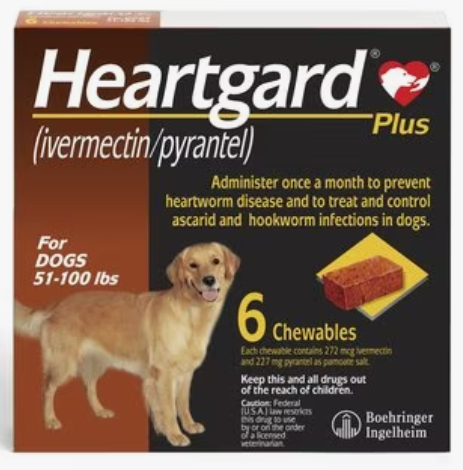 Heartgard®
®
Plus
(ivermectin/pyrantel)
Administer once a month to prevent
heartworm disease and to treat and control
ascarid and hookworm infections in dogs.
For
DOGS
51-100 lbs
6 Chewables
Each chewable contains 272 mcg ivermectin
and 227 mg pyrantel as pamoate salt.
Keep this and all drugs out
of the reach of children.
Caution: Federal
(U.S.A.) law restricts
this drug to use
by or on the order
of a licensed
veterinarian.
Boehringer
Ingelheim